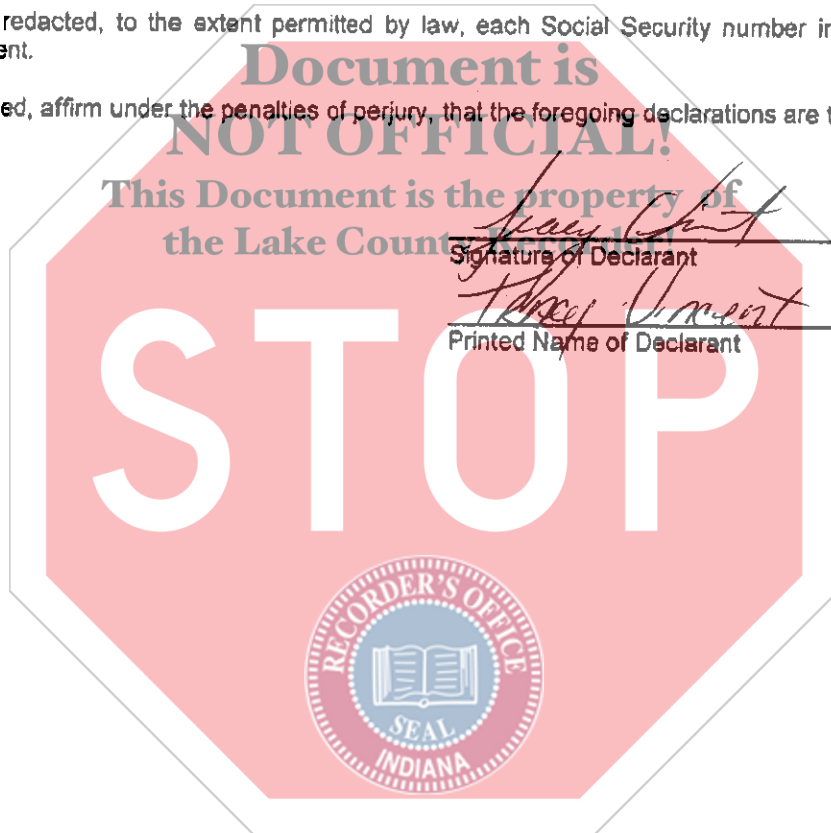 redacted, to the extent permitted by law, each Social Security number in
ent.
Document is
ed, affirm under the penalties of perjury, that the foregoing declarations are t
NOT OFFICIAL!
This Document is the property of
the Lake County Recorder!
Signature of Declarant
Vincent
Printed Name of Declarant
STOP
RECORDER'S OFFICE
SEAL
INDIANA